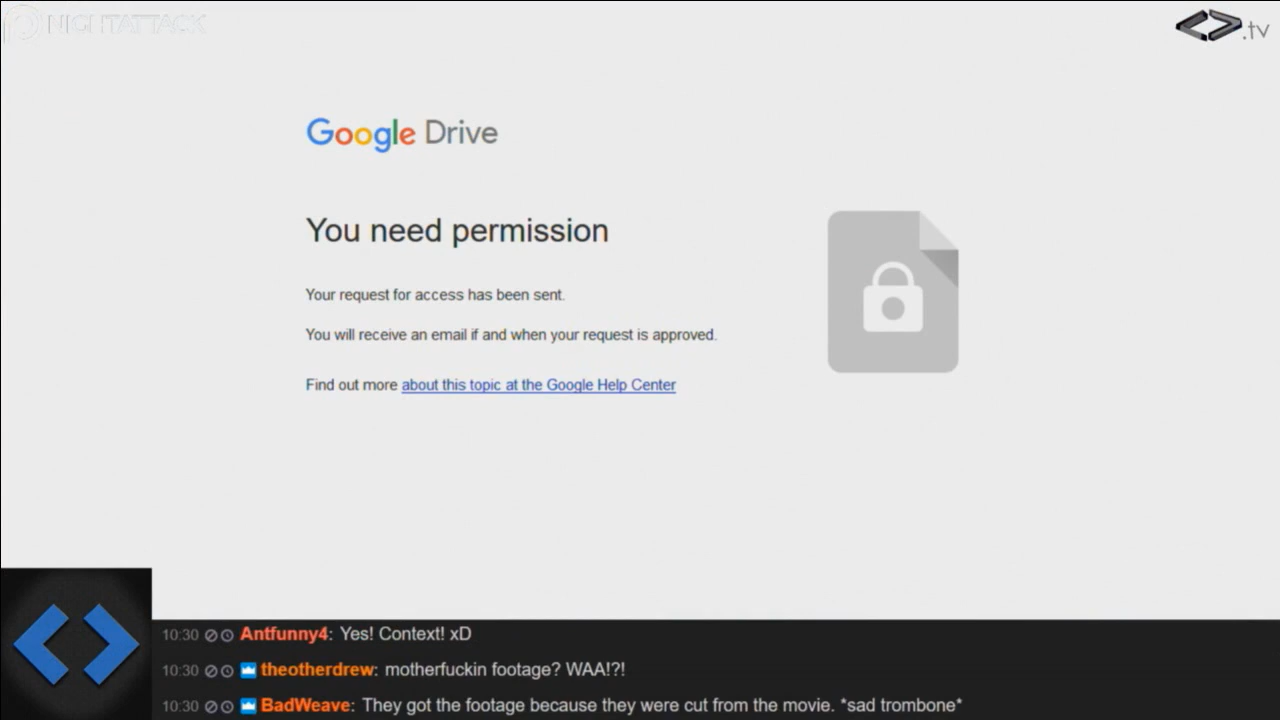 NIGHTATTACK
.tv
Google Drive
You need permission
Your request for access has been sent.
You will receive an email if and when your request is approved.
Find out more about this topic at the Google Help Center
10:30 Antfunny4: Yes! Context! xD
10:30 theotherdrew: motherfuckin footage? WAA!?!
10:30 BadWeave: They got the footage because they were cut from the movie. *sad trombone*